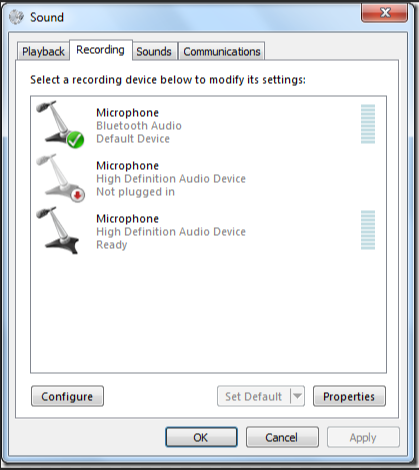 Sound
Playback Recording Sounds Communications
Select a recording device below to modify its settings:
Microphone
Bluetooth Audio
Default Device
Microphone
High Definition Audio Device
Not plugged in
Microphone
High Definition Audio Device
Ready
Configure Set Default Properties
OK Cancel Apply